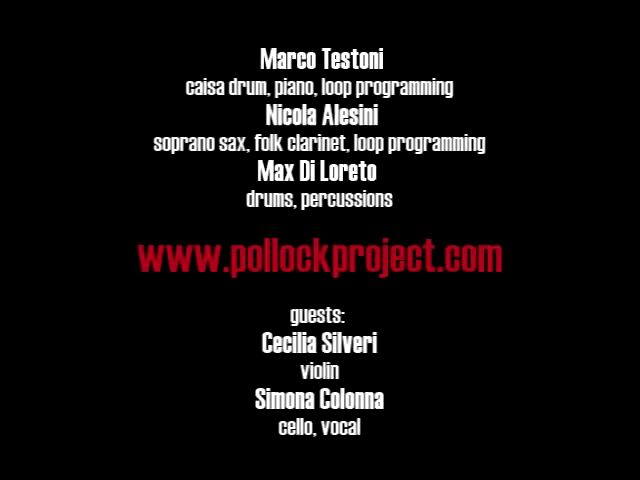 Marco Testoni
caisa drum, piano, loop programming
Nicola Alesini
soprano sax, folk clarinet, loop programming
Max Di Loreto
drums, percussions
www.pollockproject.com
guests:
Cecilia Silveri
violin
Simona Colonna
cello, vocal